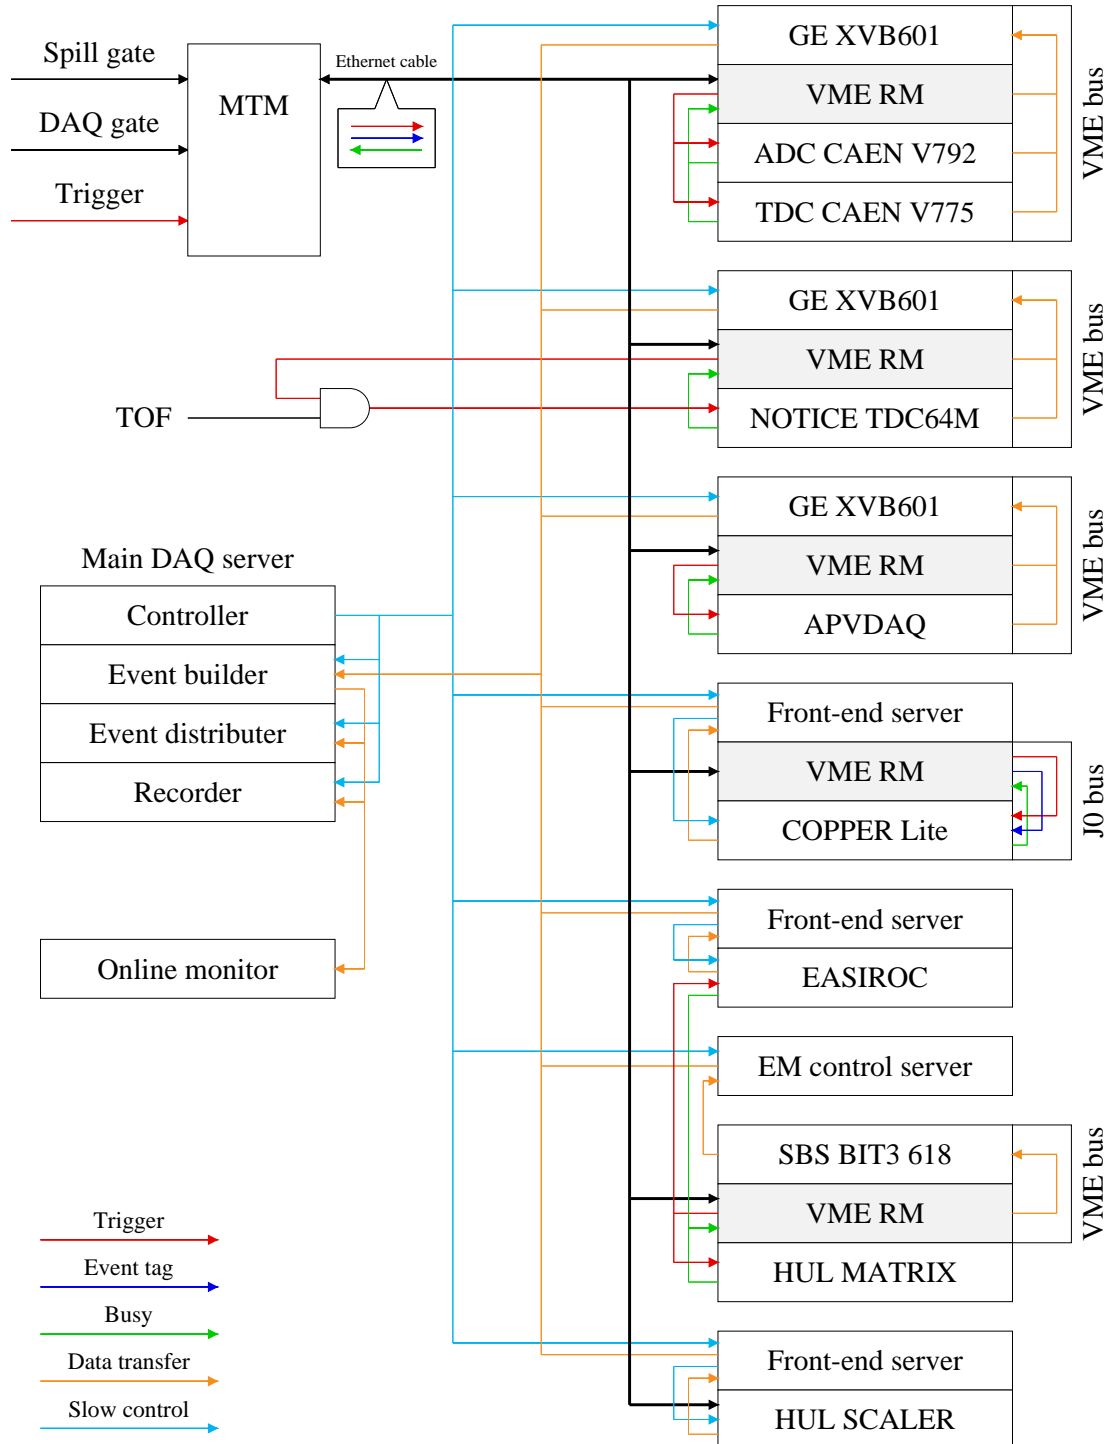 Spill gate
DAQ gate
Trigger
MTM
Ethernet cable
GE XVB601
VME RM
ADC CAEN V792
TDC CAEN V775
VME bus
GE XVB601
VME RM
NOTICE TDC64M
VME bus
TOF
GE XVB601
VME RM
APVDAQ
VME bus
Main DAQ server
Controller
Event builder
Event distributer
Recorder
Online monitor
Front-end server
VME RM
COPPER Lite
J0 bus
Front-end server
EASIROC
EM control server
SBS BIT3 618
VME RM
HUL MATRIX
VME bus
Front-end server
HUL SCALER
Trigger
Event tag
Busy
Data transfer
Slow control